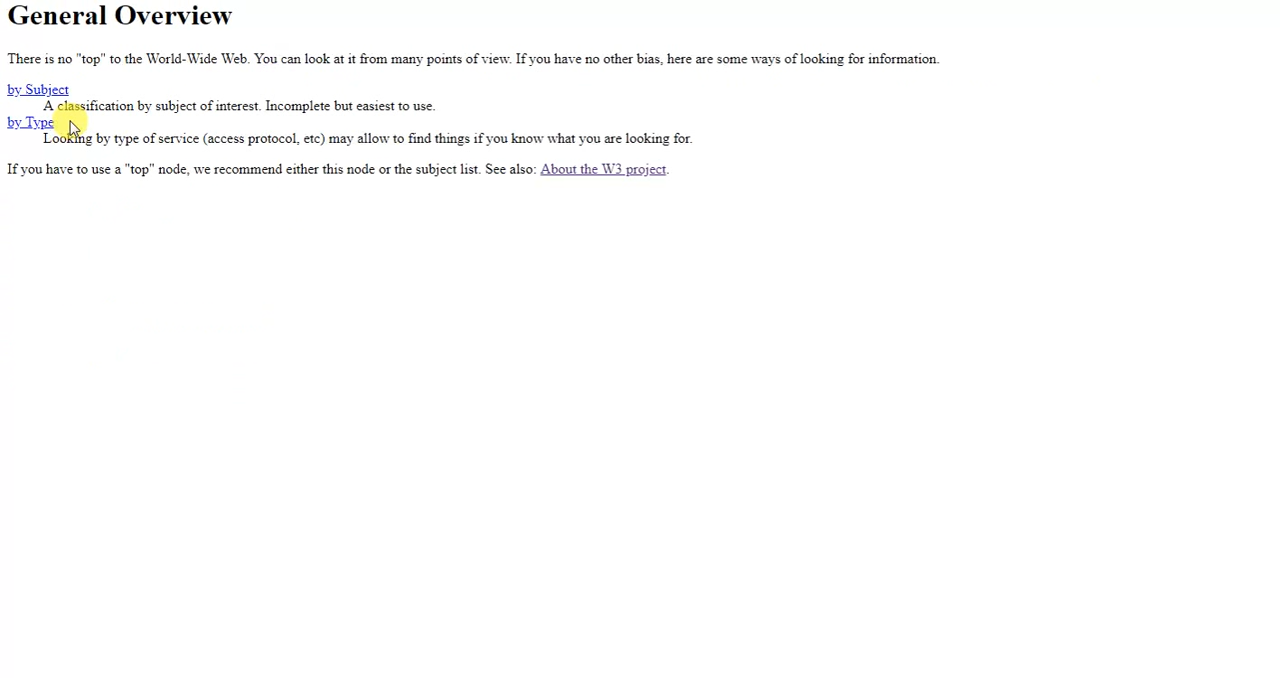 General Overview
There is no "top" to the World-Wide Web. You can look at it from many points of view. If you have no other bias, here are some ways of looking for information.
by Subject
A classification by subject of interest. Incomplete but easiest to use.
by Type
Looking by type of service (access protocol, etc) may allow to find things if you know what you are looking for.
If you have to use a "top" node, we recommend either this node or the subject list. See also: About the W3 project.